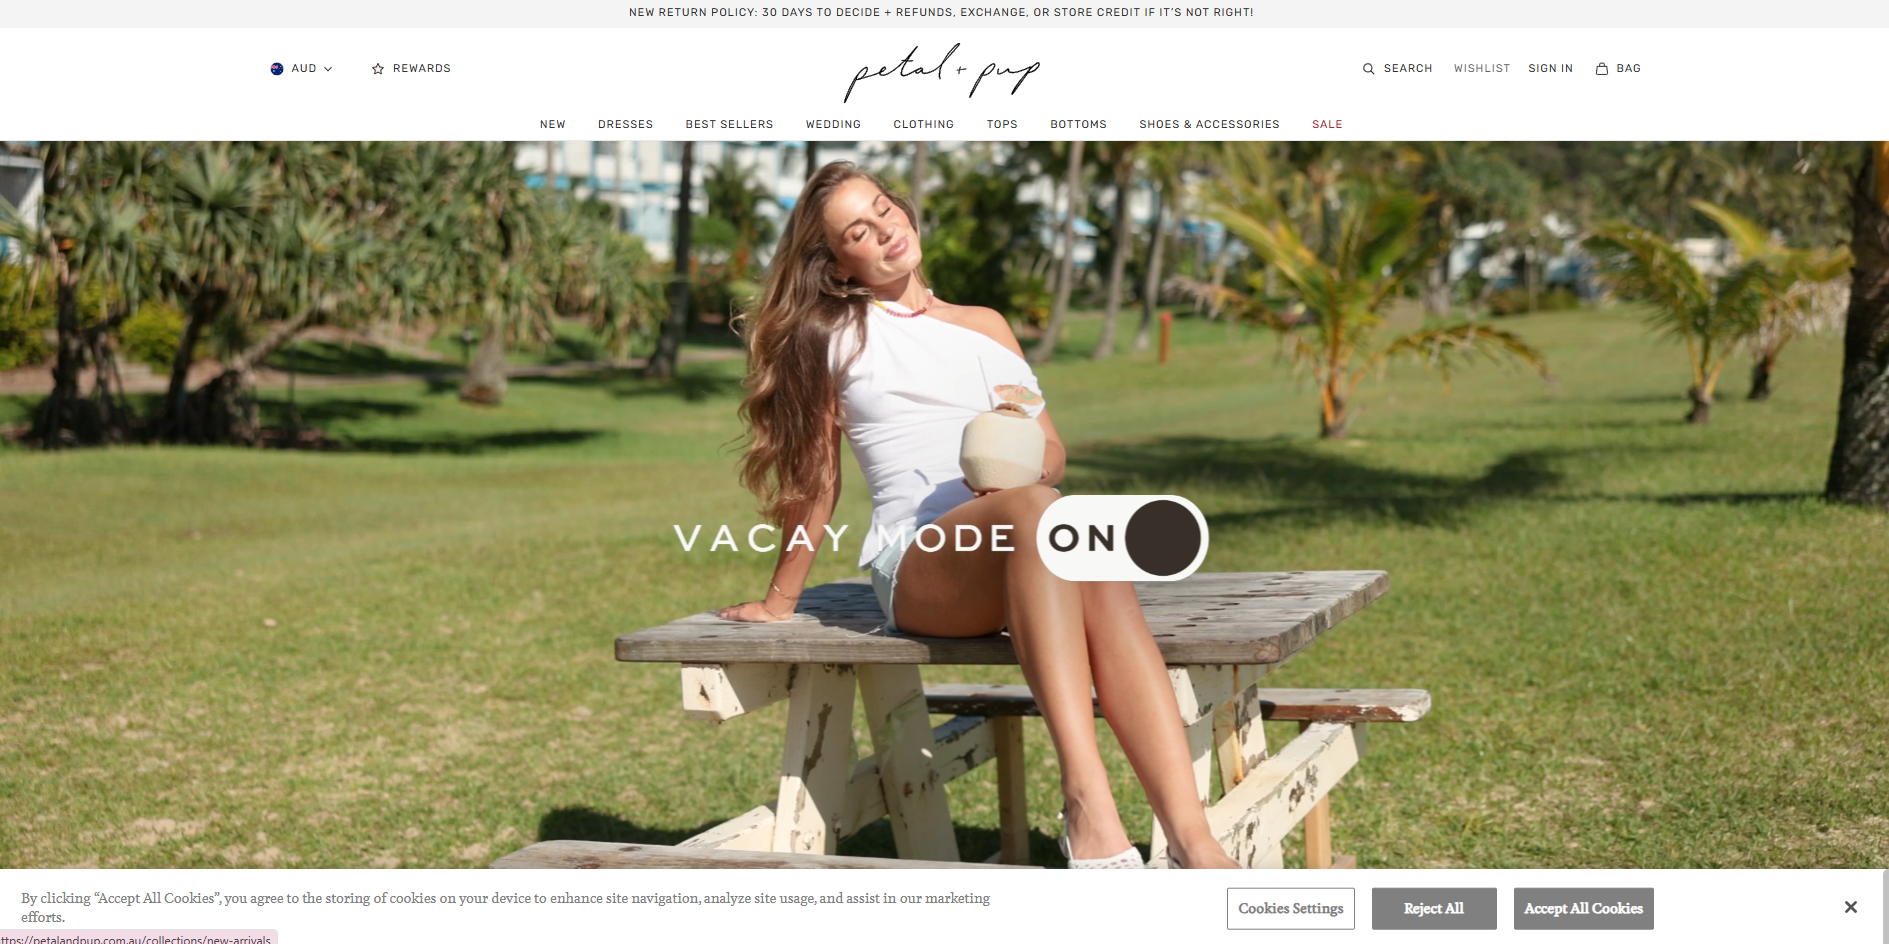 NEW RETURN POLICY: 30 DAYS TO DECIDE + REFUNDS, EXCHANGE, OR STORE CREDIT IF IT'S NOT RIGHT!
AUD
REWARDS
petal + pup
SEARCH
WISHLIST
SIGN IN
BAG
NEW
DRESSES
BEST SELLERS
WEDDING
CLOTHING
TOPS
BOTTOMS
SHOES & ACCESSORIES
SALE
VACAY MODE ON
By clicking “Accept All Cookies”, you agree to the storing of cookies on your device to enhance site navigation, analyze site usage, and assist in our marketing
efforts.
Cookies Settings
Reject All
Accept All Cookies
ttps://petalandpup.com.au/collections/new-arrivals